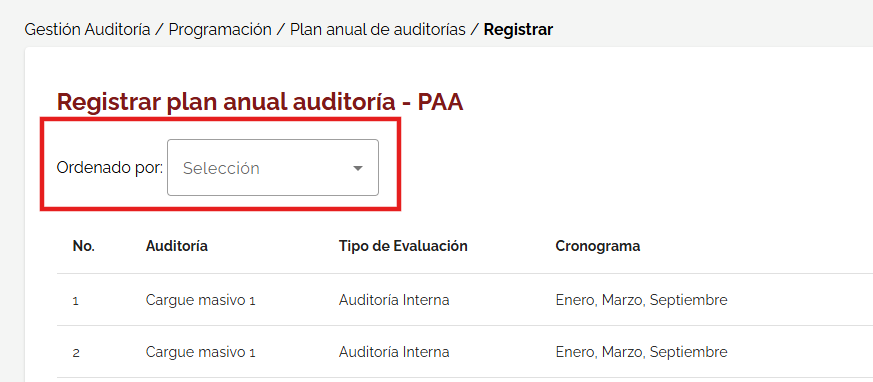 Gestión Auditoría / Programación / Plan anual de auditorías / Registrar
Registrar plan anual auditoría - PAA
Ordenado por: Selección
No. Auditoría Tipo de Evaluación Cronograma
1 Cargue masivo 1 Auditoría Interna Enero, Marzo, Septiembre
2 Cargue masivo 1 Auditoría Interna Enero, Marzo, Septiembre